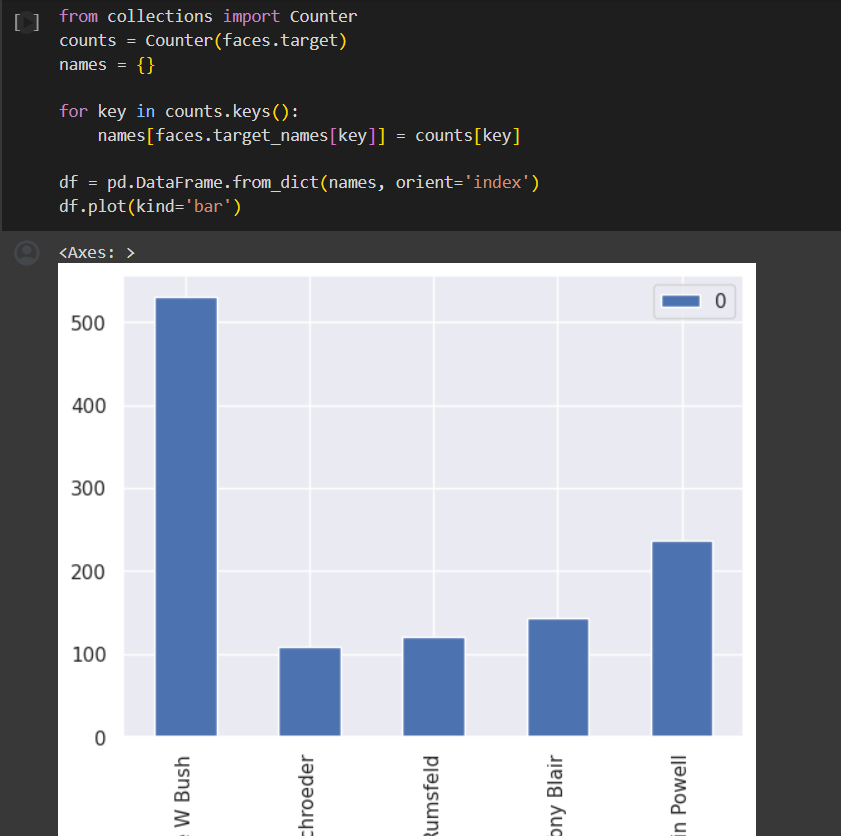 from collections import Counter
counts = Counter(faces.target)
names = {}
for key in counts.keys():
names[faces.target_names[key]] = counts[key]
df = pd.DataFrame.from_dict(names, orient='index')
df.plot(kind='bar')
<Axes: >
0
500
400
300
200
100
0
W Bush
chroeder
Rumsfeld
ony Blair
in Powell